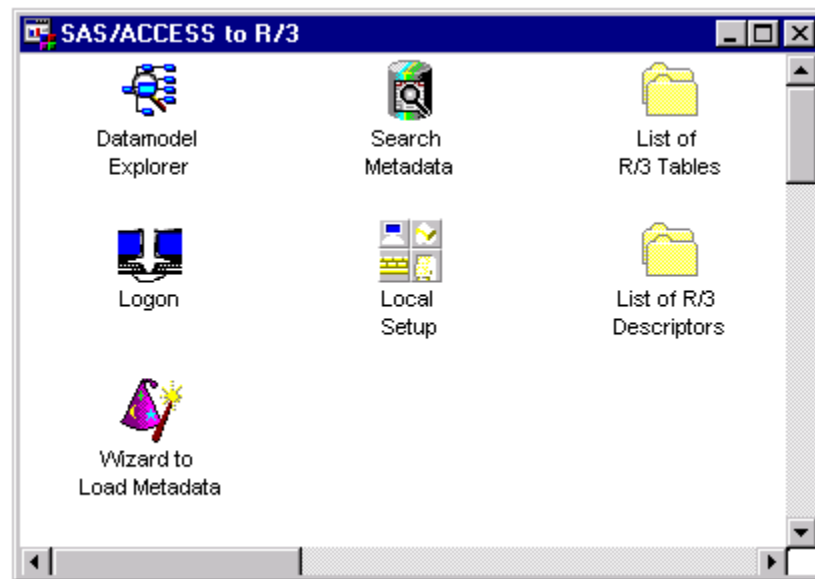 SAS/ACCESS to R/3
Datamodel
Explorer
Search
Metadata
List of
R/3 Tables
Logon
Local
Setup
List of R/3
Descriptors
Wizard to
Load Metadata